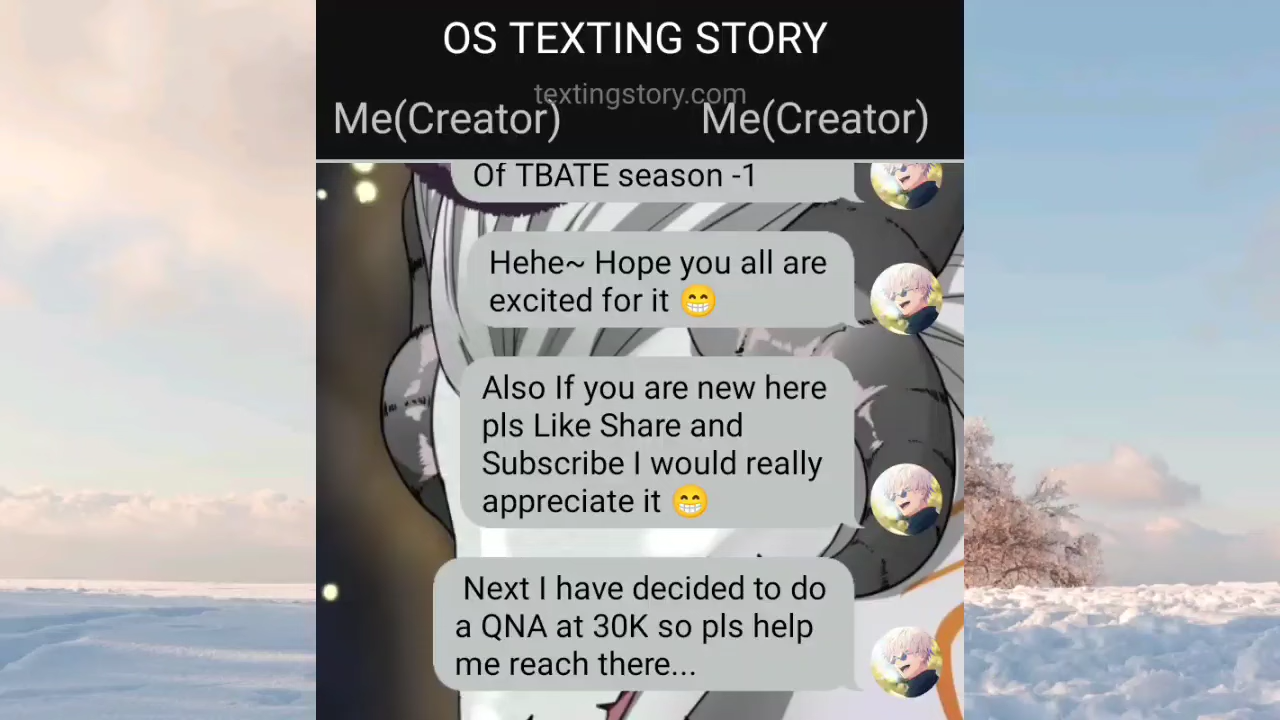 OS TEXTING STORY
textingstory.com
Me(Creator) Me(Creator)
Of TBATE season -1
Hehe~ Hope you all are
excited for it 😁
Also If you are new here
pls Like Share and
Subscribe I would really
appreciate it 😁
Next I have decided to do
a QNA at 30K so pls help
me reach there...